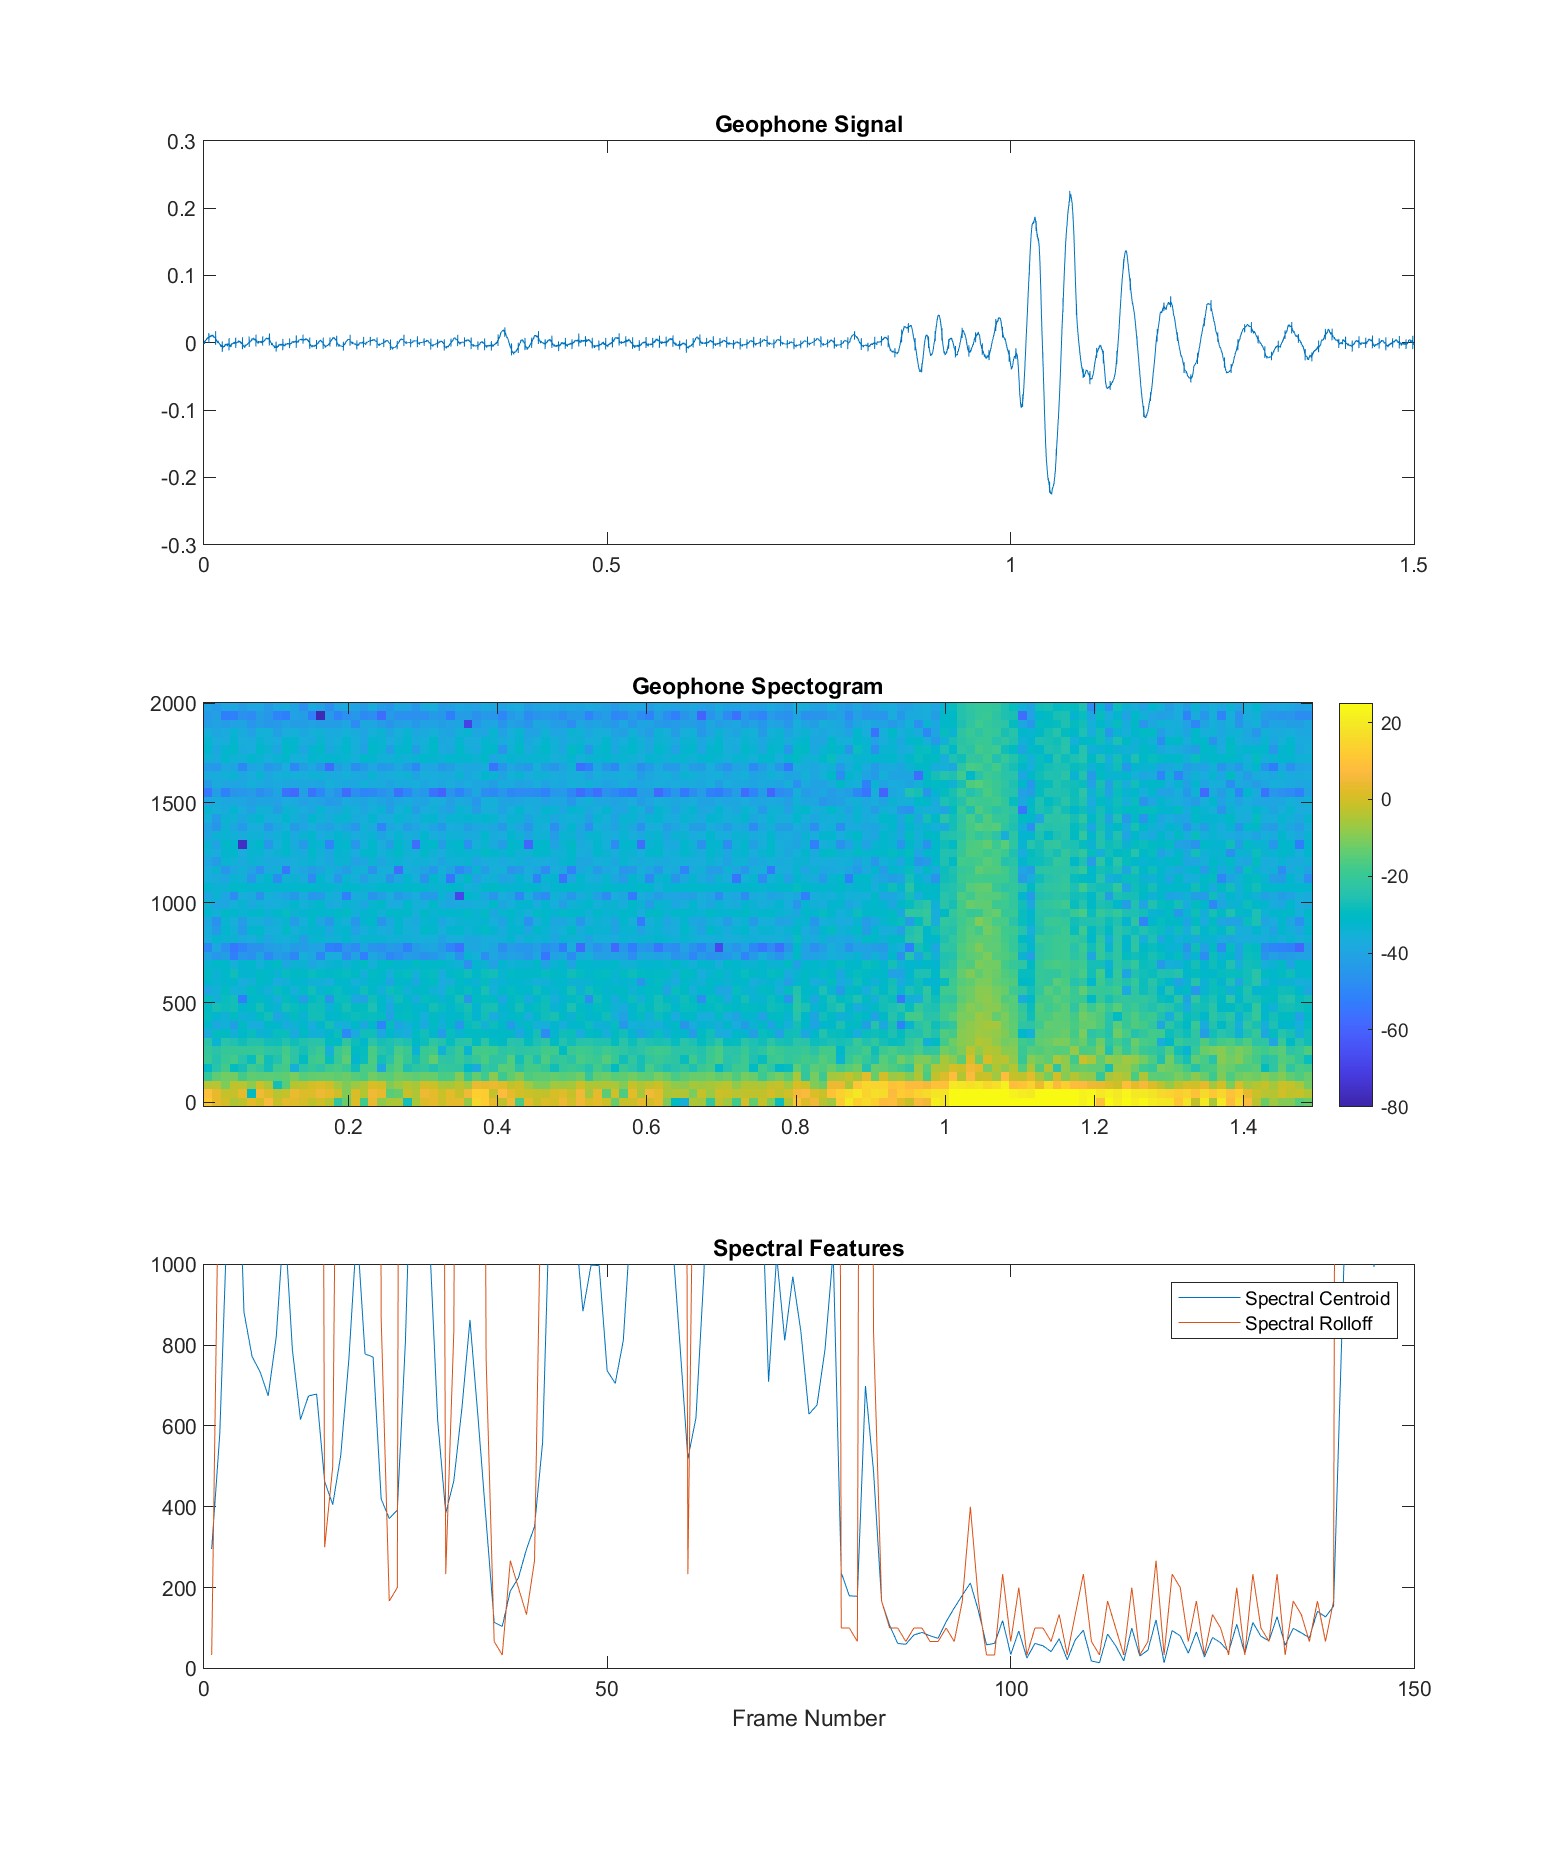 Geophone Signal
0.3
0.2
0.1
0
-0.1
-0.2
-0.3
0 0.5 1 1.5
Geophone Spectogram
2000
1500
1000
500
0
0.2 0.4 0.6 0.8 1 1.2 1.4
20
0
-20
-40
-60
-80
Spectral Features
1000
800
600
400
200
0
Spectral Centroid
Spectral Rolloff
0 50 100 150
Frame Number